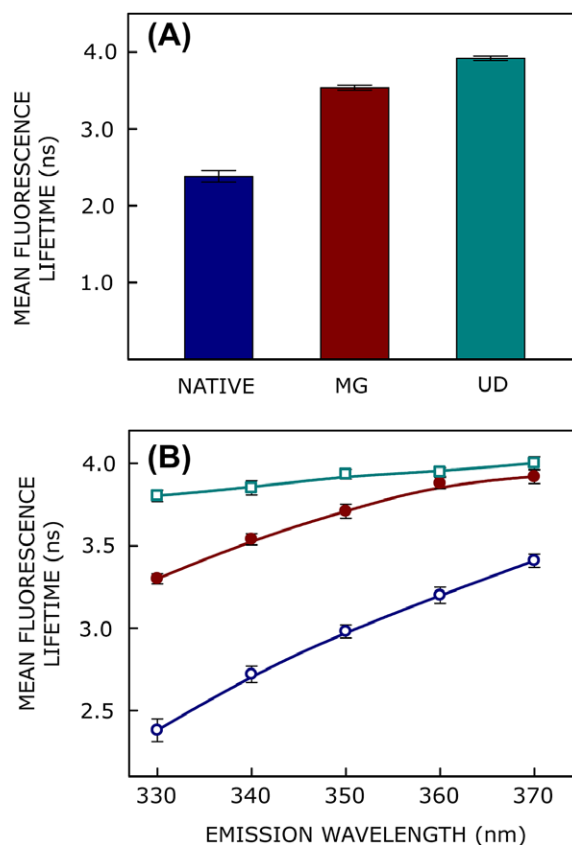 (A)
MEAN FLUORESCENCE
LIFETIME (ns)
4.0
3.0
2.0
1.0
NATIVE MG UD
(B)
MEAN FLUORESCENCE
LIFETIME (ns)
4.0
3.5
3.0
2.5
330 340 350 360 370
EMISSION WAVELENGTH (nm)